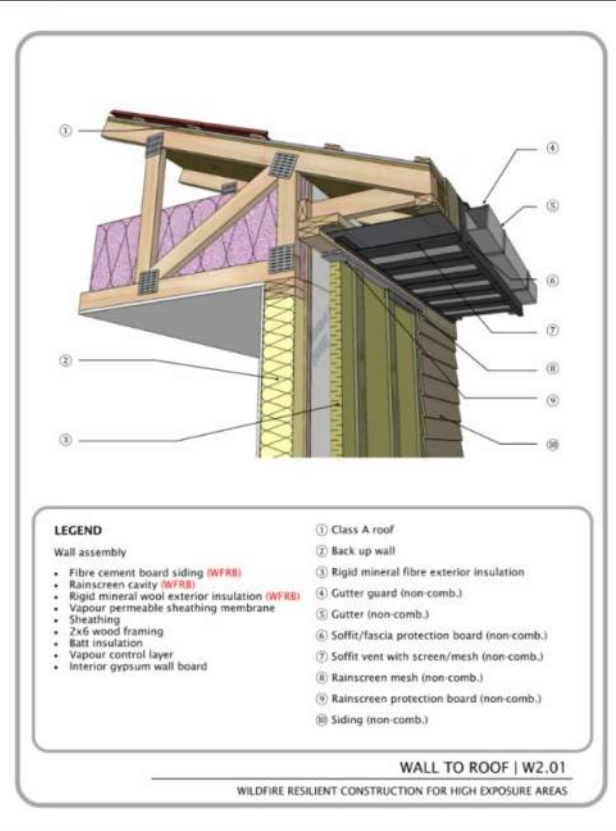 ①
②
③
④
⑤
⑥
⑦
⑧
⑨
⑩
LEGEND
Wall assembly
• Fibre cement board siding (WFRB)
• Rainscreen cavity (WFRB)
• Rigid mineral wool exterior insulation (WFRB)
• Vapour permeable sheathing membrane
• Sheathing
• 2x6 wood framing
• Batt insulation
• Vapour control layer
• Interior gypsum wall board
① Class A roof
② Back up wall
③ Rigid mineral fibre exterior insulation
④ Gutter guard (non-comb.)
⑤ Gutter (non-comb.)
⑥ Soffit/fascia protection board (non-comb.)
⑦ Soffit vent with screen/mesh (non-comb.)
⑧ Rainscreen mesh (non-comb.)
⑨ Rainscreen protection board (non-comb.)
⑩ Siding (non-comb.)
WALL TO ROOF | W2.01
WILDFIRE RESILIENT CONSTRUCTION FOR HIGH EXPOSURE AREAS